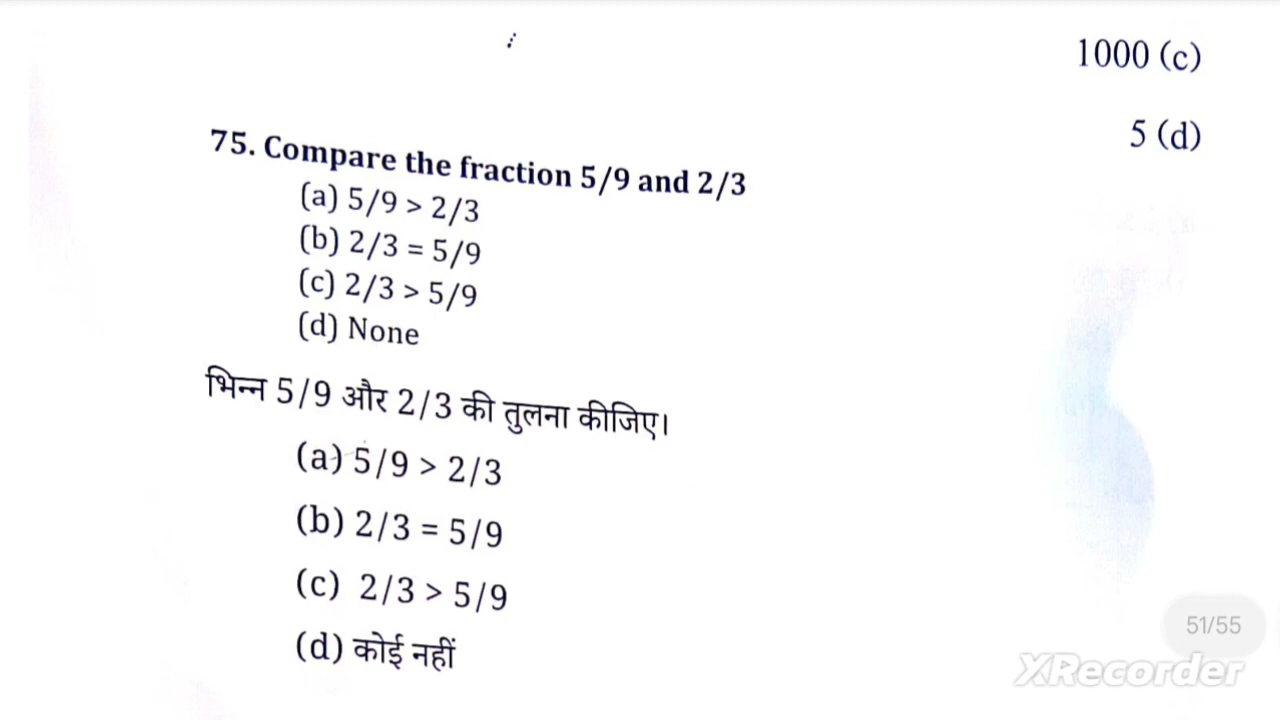 1000 (c)
5 (d)
75. Compare the fraction 5/9 and 2/3
(a) 5/9 > 2/3
(b) 2/3 = 5/9
(c) 2/3 > 5/9
(d) None
भिन्न 5/9 और 2/3 की तुलना कीजिए।
(a) 5/9 > 2/3
(b) 2/3 = 5/9
(c) 2/3 > 5/9
(d) कोई नहीं
51/55
XRecorder